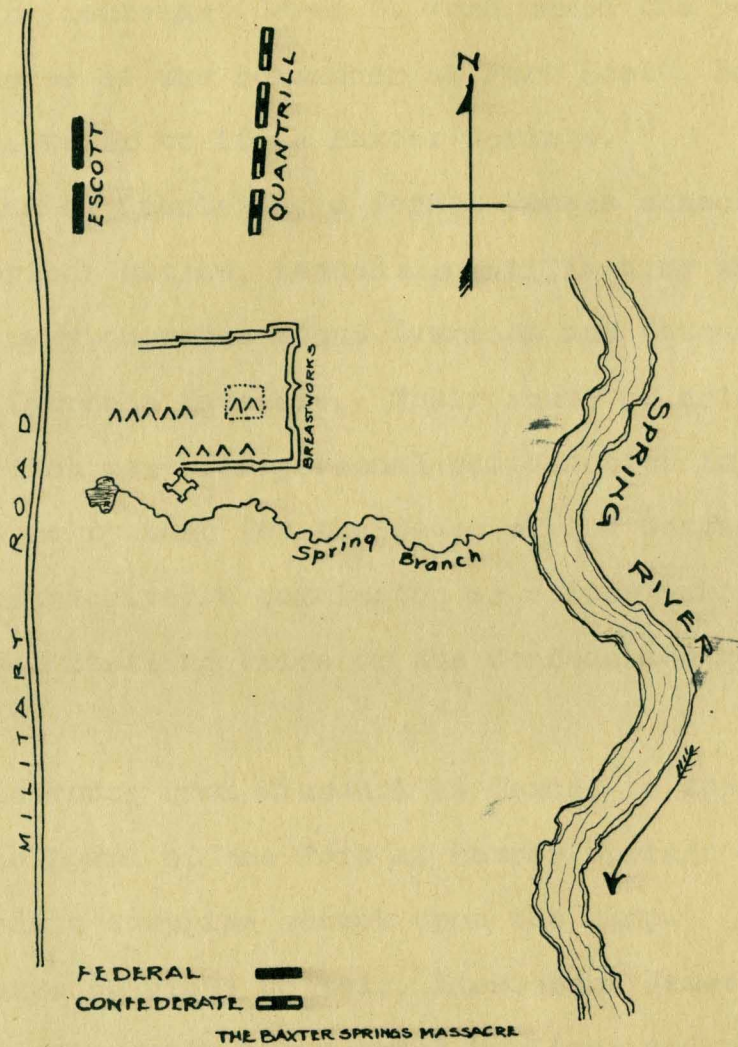 N
ESCOTT
QUANTRILL
BREASTWORKS
SPRING RIVER
Spring Branch
MILITARY ROAD
FEDERAL
CONFEDERATE
THE BAXTER SPRINGS MASSACRE